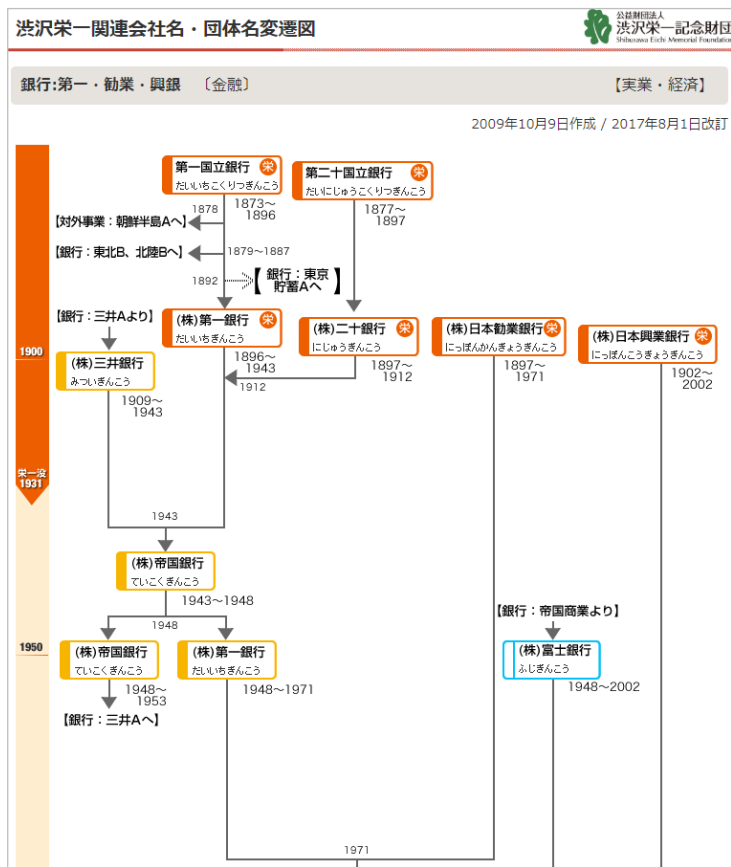 渋沢栄一関連会社名・団体名変遷図
公益財団法人
渋沢栄一記念財団
Shibusawa Eichi Memorial Foundation
銀行:第一・勧業・興銀 〔金融〕
【実業・経済】
2009年10月9日作成 / 2017年8月1日改訂
第一国立銀行 栄
だいいちこくりつぎんこう
1873～
1896
第二十国立銀行 栄
だいにじゅうこくりつぎんこう
1877～
1897
1878
【対外事業：朝鮮半島Aへ】
1879～1887
【銀行：東北B、北陸Bへ】
1892
【銀行：東京
貯蓄Aへ】
【銀行：三井Aより】
(株)第一銀行 栄
だいいちぎんこう
1896～
1943
(株)二十銀行 栄
にじゅうぎんこう
1897～
1912
(株)日本勧業銀行 栄
にっぽんかんぎょうぎんこう
1897～
1971
(株)日本興業銀行 栄
にっぽんこうぎょうぎんこう
1902～
2002
1900
(株)三井銀行
みついぎんこう
1909～
1943
1912
栄一没
1931
1943
(株)帝国銀行
ていこくぎんこう
1943～1948
1948
【銀行：帝国商業より】
1950
(株)帝国銀行
ていこくぎんこう
1948～
1953
(株)第一銀行
だいいちぎんこう
1948～1971
(株)富士銀行
ふじぎんこう
1948～2002
【銀行：三井Aへ】
1971